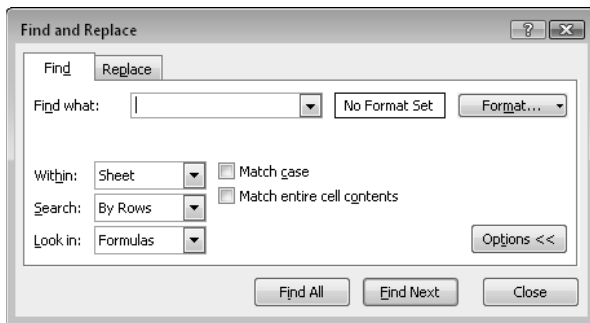 Find and Replace
Find Replace
Find what: No Format Set Format...
Within: Sheet Match case
Match entire cell contents
Search: By Rows
Look in: Formulas Options <<
Find All Find Next Close